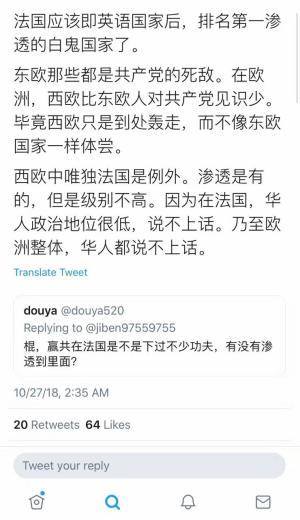 法国应该即英语国家后，排名第一渗
透的白鬼国家了。
东欧那些都是共产党的死敌。在欧
洲，西欧比东欧人对共产党见识少。
毕竟西欧只是到处轰走，而不像东欧
国家一样体尝。
西欧中唯独法国是例外。渗透是有
的，但是级别不高。因为在法国，华
人政治地位很低，说不上话。乃至欧
洲整体，华人都说不上话。
Translate Tweet
douya @douya520
Replying to @jiben97559755
棍，赢共在法国是不是下过不少功夫，有没有渗
透到里面？
10/27/18, 2:35 AM
20 Retweets 64 Likes
Tweet your reply